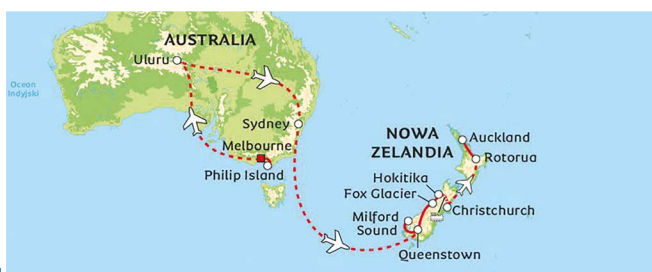 AUSTRALIA
Uluru
Ocean
Indyjski
Sydney
Melbourne
Philip Island
NOWA
ZELANDIA
Auckland
Rotorua
Hokitika
Fox Glacier
Christchurch
Milford
Sound
Queenstown